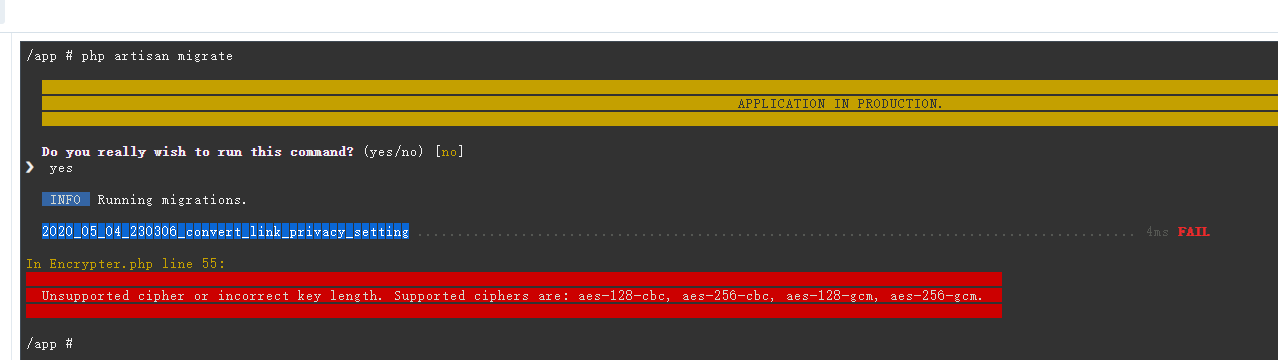 /app # php artisan migrate
APPLICATION IN PRODUCTION.
Do you really wish to run this command? (yes/no) [no]
❯ yes
INFO Running migrations.
2020_05_04_230306_convert_link_privacy_setting .......................................................................................... 4ms FAIL
In Encrypter.php line 55:
Unsupported cipher or incorrect key length. Supported ciphers are: aes-128-cbc, aes-256-cbc, aes-128-gcm, aes-256-gcm.
/app #